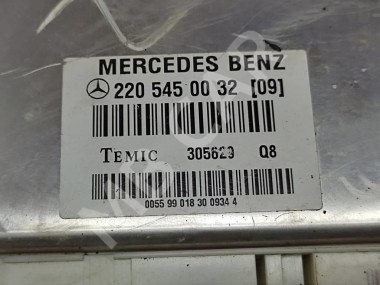 MERCEDES BENZ
220 545 00 32 [09]
TEMIC 305629 Q8
0055 99 018 30 0934 4